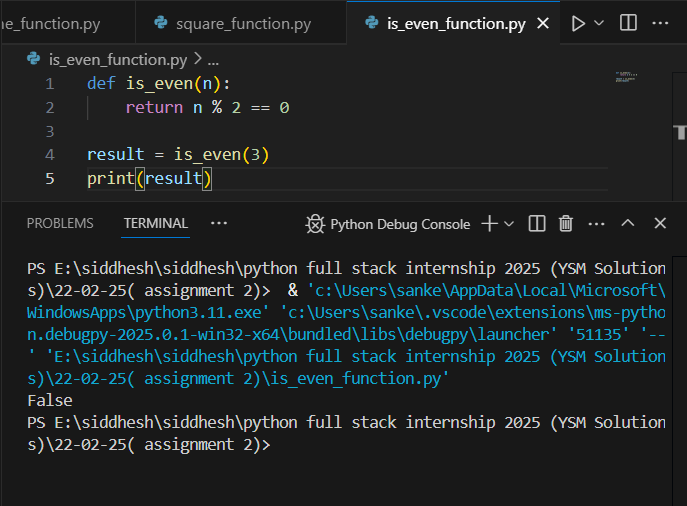 ne_function.py square_function.py is_even_function.py
is_even_function.py > ...
1 def is_even(n):
2     return n % 2 == 0
3
4 result = is_even(3)
5 print(result)
PROBLEMS TERMINAL ... Python Debug Console
PS E:\siddhesh\siddhesh\python full stack internship 2025 (YSM Solution
s)\22-02-25( assignment 2)>  & 'c:\Users\sanke\AppData\Local\Microsoft\
WindowsApps\python3.11.exe' 'c:\Users\sanke\.vscode\extensions\ms-pytho
n.debugpy-2025.0.1-win32-x64\bundled\libs\debugpy\launcher' '51135' '--
' 'E:\siddhesh\siddhesh\python full stack internship 2025 (YSM Solution
s)\22-02-25( assignment 2)\is_even_function.py'
False
PS E:\siddhesh\siddhesh\python full stack internship 2025 (YSM Solution
s)\22-02-25( assignment 2)>